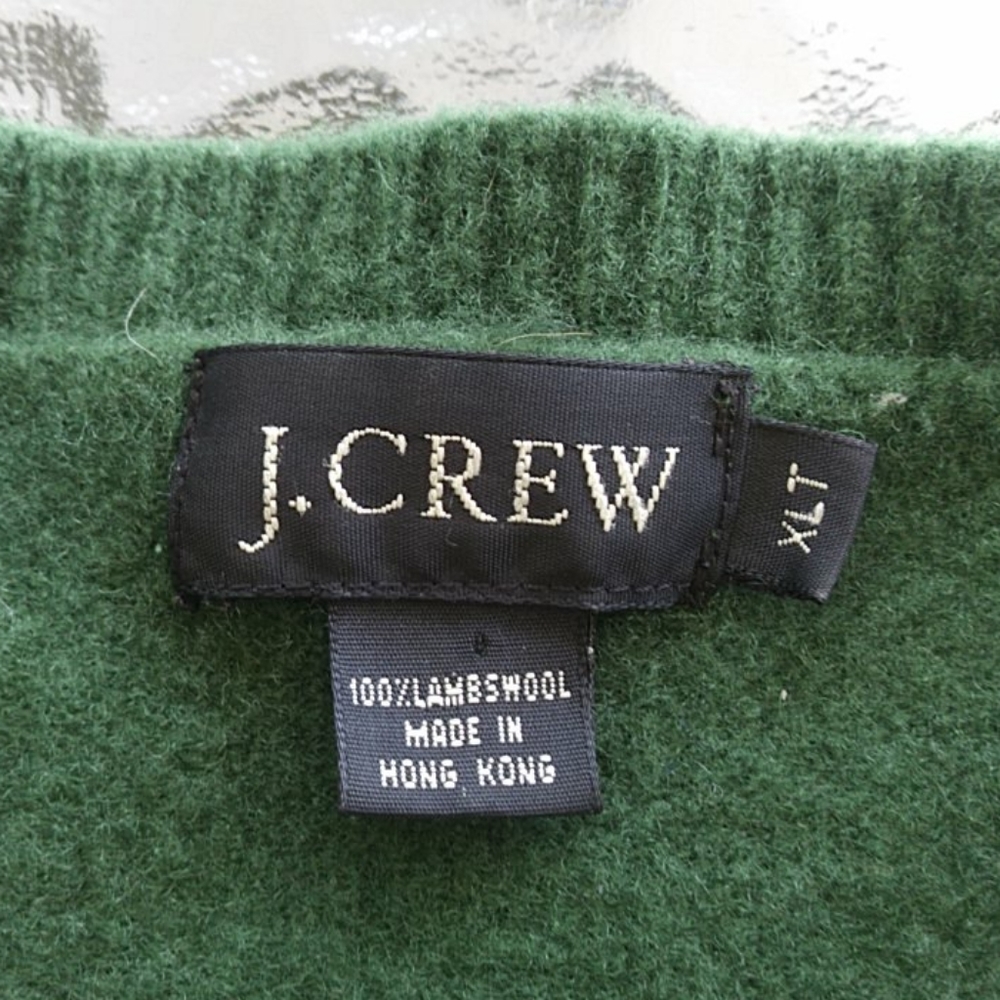 J.CREW
XLT
100%LAMBSWOOL
MADE IN
HONG KONG